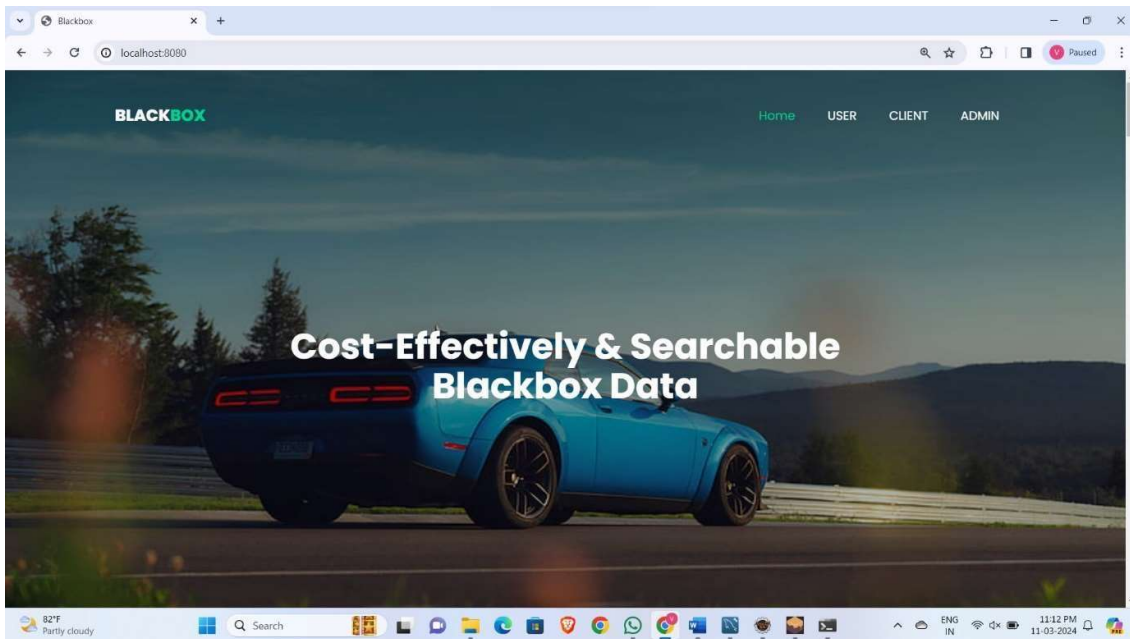 Blackbox
localhost:8080
V
Paused
BLACKBOX
Home
USER
CLIENT
ADMIN
Cost-Effectively & Searchable
Blackbox Data
82°F
Partly cloudy
Search
ENG
IN
11:12 PM
11-03-2024